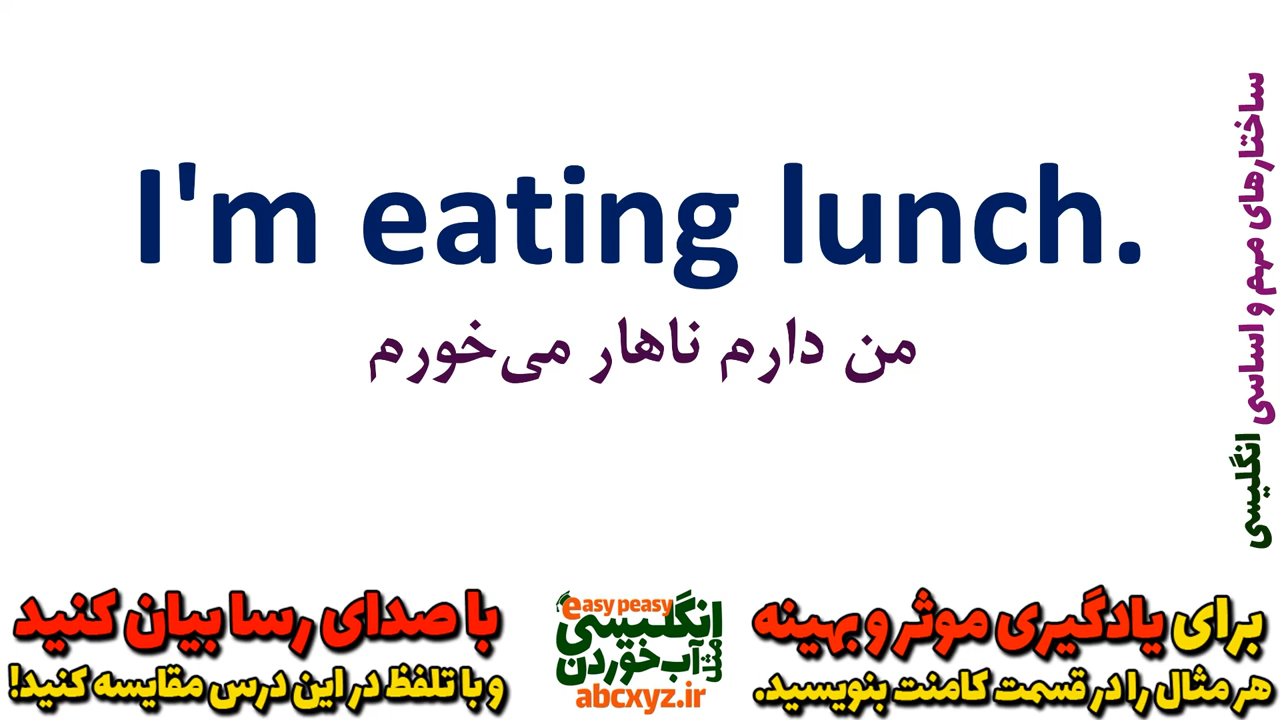 I'm eating lunch.
من دارم ناهار می‌خورم
ساختارهای مهم و اساسی انگلیسی
برای یادگیری موثر و بهینه
هر مثال را در قسمت کامنت بنویسید.
easy peasy
انگلیسی
مثل آب خوردن
abcxyz.ir
با صدای رسا بیان کنید
و با تلفظ در این درس مقایسه کنید!